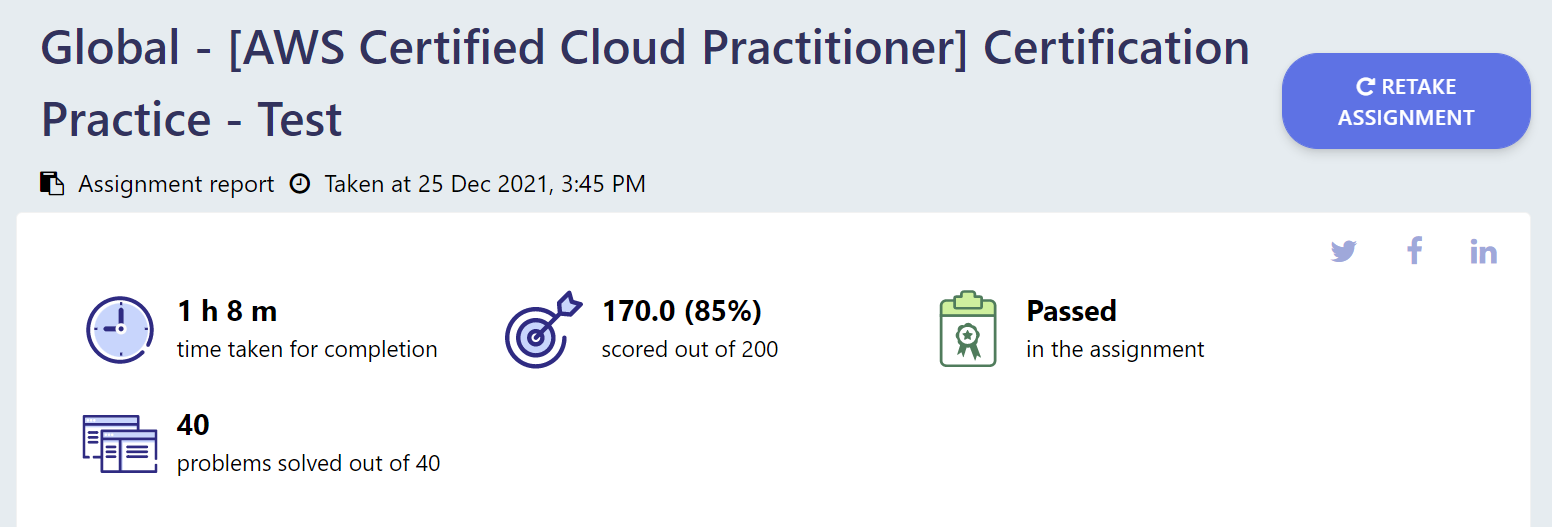 Global - [AWS Certified Cloud Practitioner] Certification
Practice - Test
RETAKE
ASSIGNMENT
Assignment report Taken at 25 Dec 2021, 3:45 PM
1 h 8 m
time taken for completion
170.0 (85%)
scored out of 200
Passed
in the assignment
40
problems solved out of 40